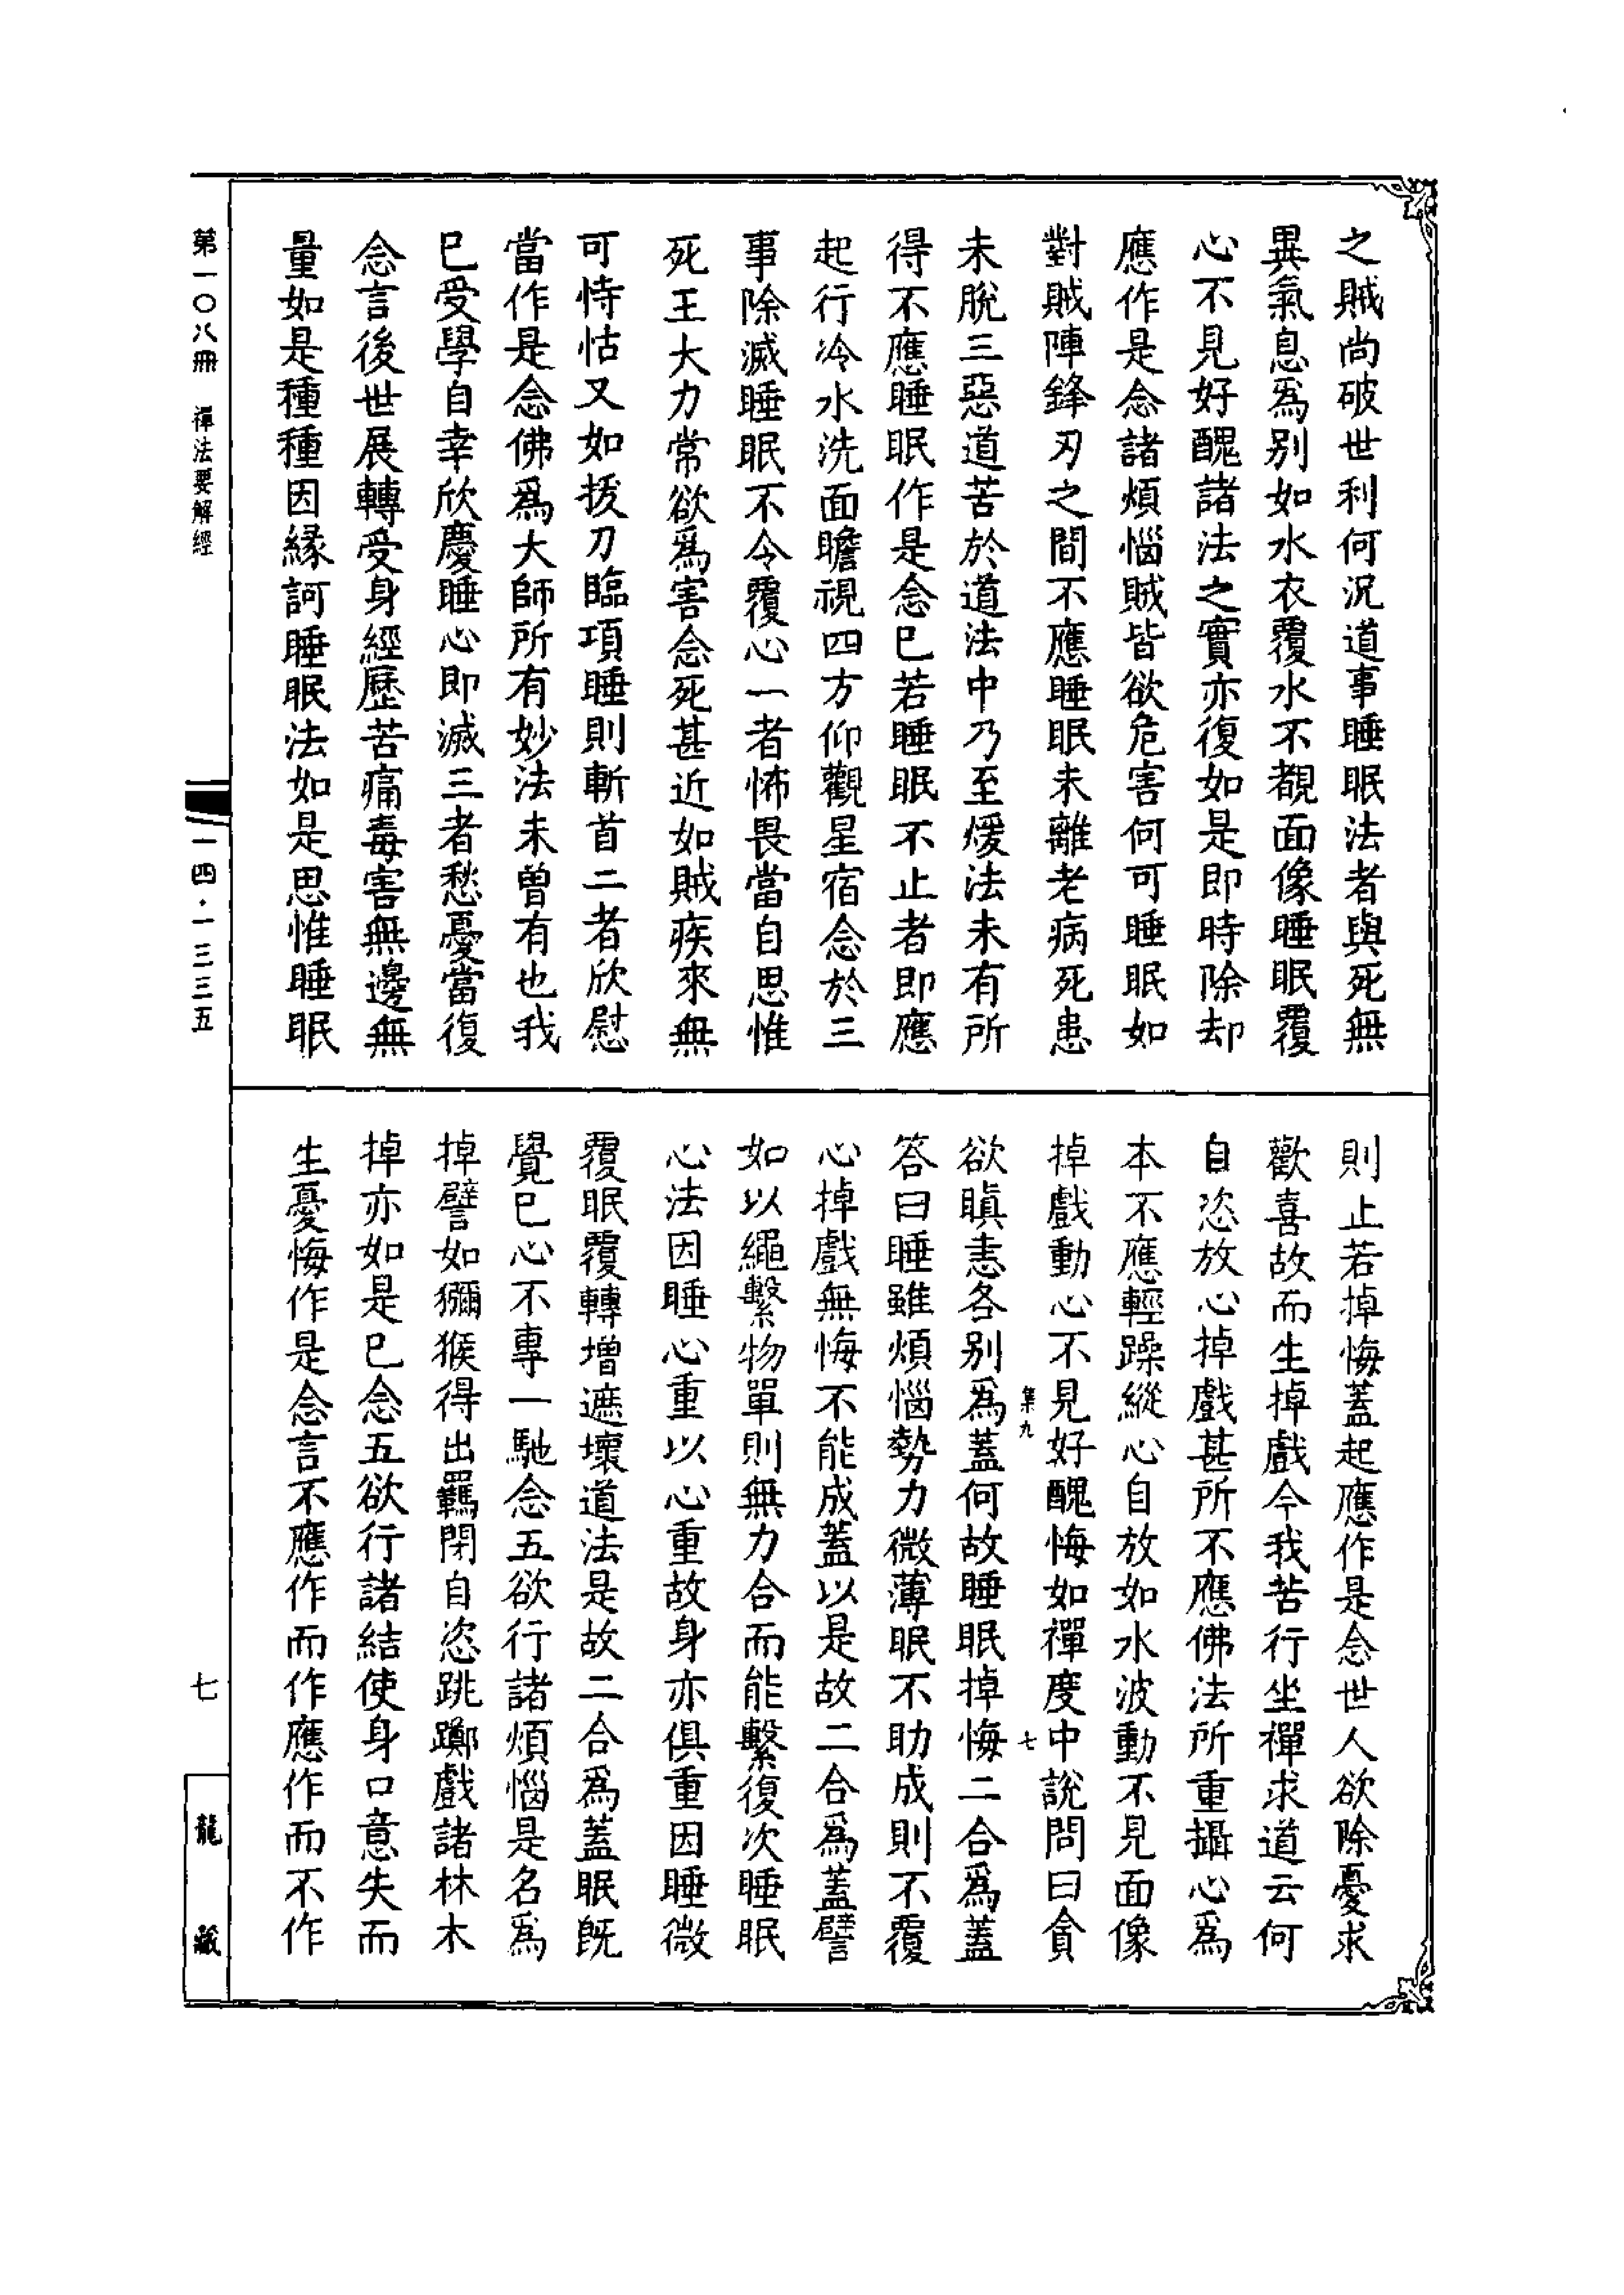 之賊尚破世利何況道事睡眠法者與死無
異氣息爲別如水衣覆水不覩面像睡眠覆
心不見好醜諸法之實亦復如是即時除却
應作是念諸煩惱賊皆欲危害何可睡眠如
對賊陣鋒刃之間不應睡眠未離老病死患
未脫三惡道苦於道法中乃至煖法未有所
得不應睡眠作是念已若睡眠不止者即應
起行冷水洗面瞻視四方仰觀星宿念於三
事除滅睡眠不令覆心一者怖畏當自思惟
死王大力常欲爲害念死甚近如賊疾來無
可恃怙又如拔刀臨項睡則斬首二者欣慰
當作是念佛爲大師所有妙法未曾有也我
已受學自幸欣慶睡心即滅三者愁憂當復
念言後世展轉受身經歷苦痛毒害無邊無
量如是種種因緣訶睡眠法如是思惟睡眠
則止若掉悔蓋起應作是念世人欲除憂求
歡喜故而生掉戲今我苦行坐禪求道云何
自恣放心掉戲甚所不應佛法所重攝心爲
本不應輕躁縱心自放如水波動不見面像
掉戲動心不見好醜悔如禪度中說問曰貪
集九
七
欲瞋恚各別爲蓋何故睡眠掉悔二合爲蓋
答曰睡雖煩惱勢力微薄眠不助成則不覆
心掉戲無悔不能成蓋以是故二合爲蓋譬
如以繩繫物單則無力合而能繫復次睡眠
心法因睡心重以心重故身亦俱重因睡微
覆眠覆轉增遮壞道法是故二合爲蓋眠既
覺已心不專一馳念五欲行諸煩惱是名爲
掉譬如獼猴得出羈閉自恣跳躑戲諸林木
掉亦如是已念五欲行諸結使身口意失而
生憂悔作是念言不應作而作應作而不作
第一〇八冊
禪法要解經
一四·一三三五
七
龍藏